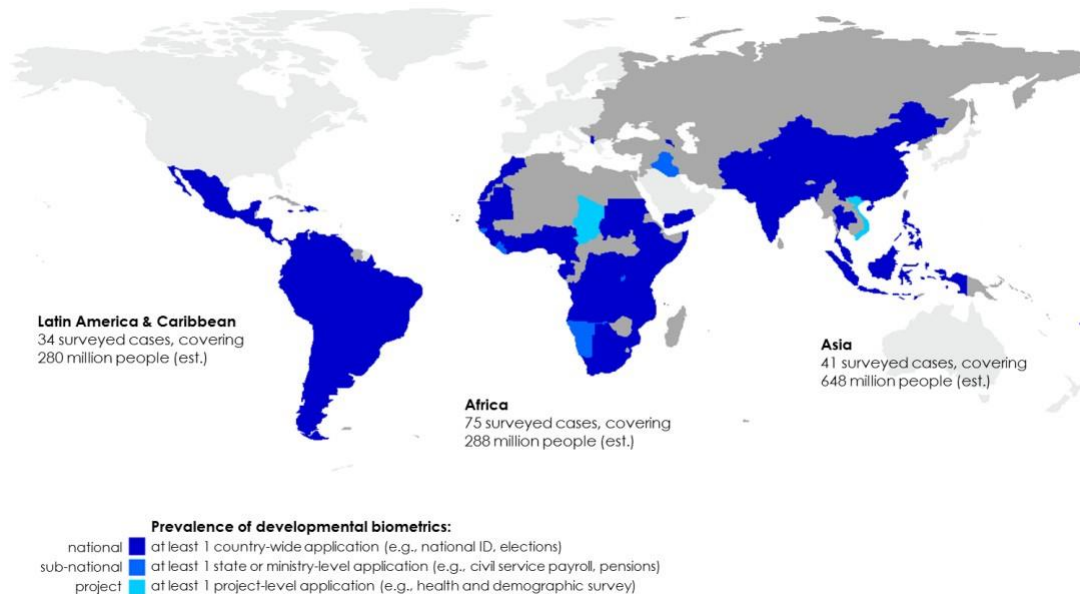 Latin America & Caribbean
34 surveyed cases, covering
280 million people (est.)
Asia
41 surveyed cases, covering
648 million people (est.)
Africa
75 surveyed cases, covering
288 million people (est.)
Prevalence of developmental biometrics:
national at least 1 country-wide application (e.g., national ID, elections)
sub-national at least 1 state or ministry-level application (e.g., civil service payroll, pensions)
project at least 1 project-level application (e.g., health and demographic survey)